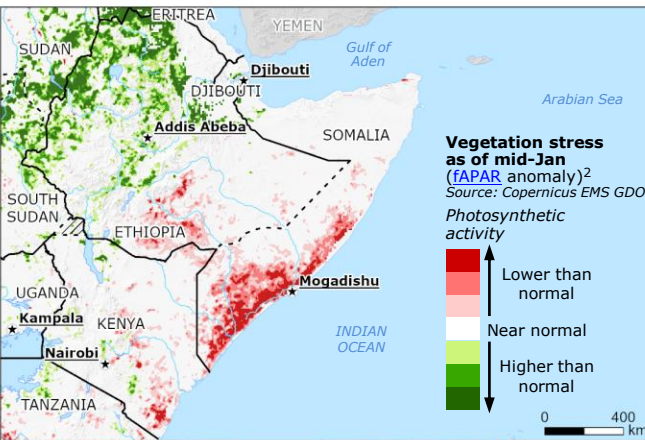 ERITREA
YEMEN
SUDAN
Gulf of
Aden
Djibouti
DJIBOUTI
Arabian Sea
Addis Abeba
SOMALIA
Vegetation stress
as of mid-Jan
(fAPAR anomaly)2
Source: Copernicus EMS GDO
SOUTH
SUDAN
Photosynthetic
activity
ETHIOPIA
Lower than
normal
Mogadishu
UGANDA
Kampala
KENYA
INDIAN
OCEAN
Near normal
Nairobi
Higher than
normal
TANZANIA
0 400
km